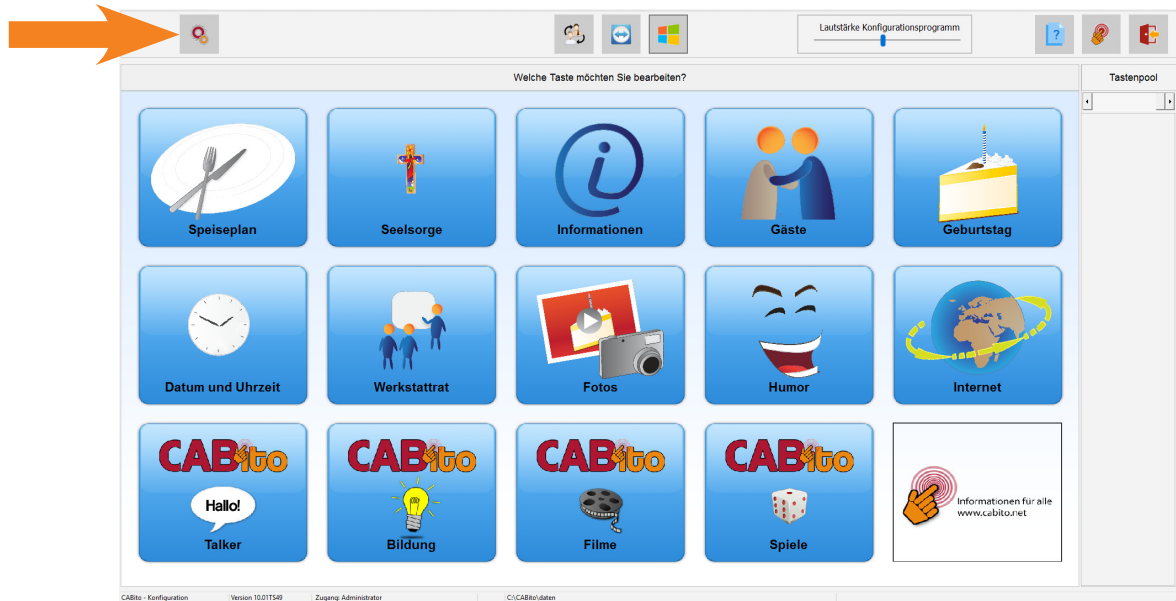 Lautstärke Konfigurationsprogramm
?
Welche Taste möchten Sie bearbeiten?
Tastenpool
Speiseplan
Seelsorge
Informationen
Gäste
Geburtstag
Datum und Uhrzeit
Werkstattrat
Fotos
Humor
Internet
CABito
Hallo!
Talker
CABito
Bildung
CABito
Filme
CABito
Spiele
Informationen für alle
www.cabito.net
CABito - Konfiguration
Version 10.01TS49
Zugang: Administrator
C:\CABito\daten